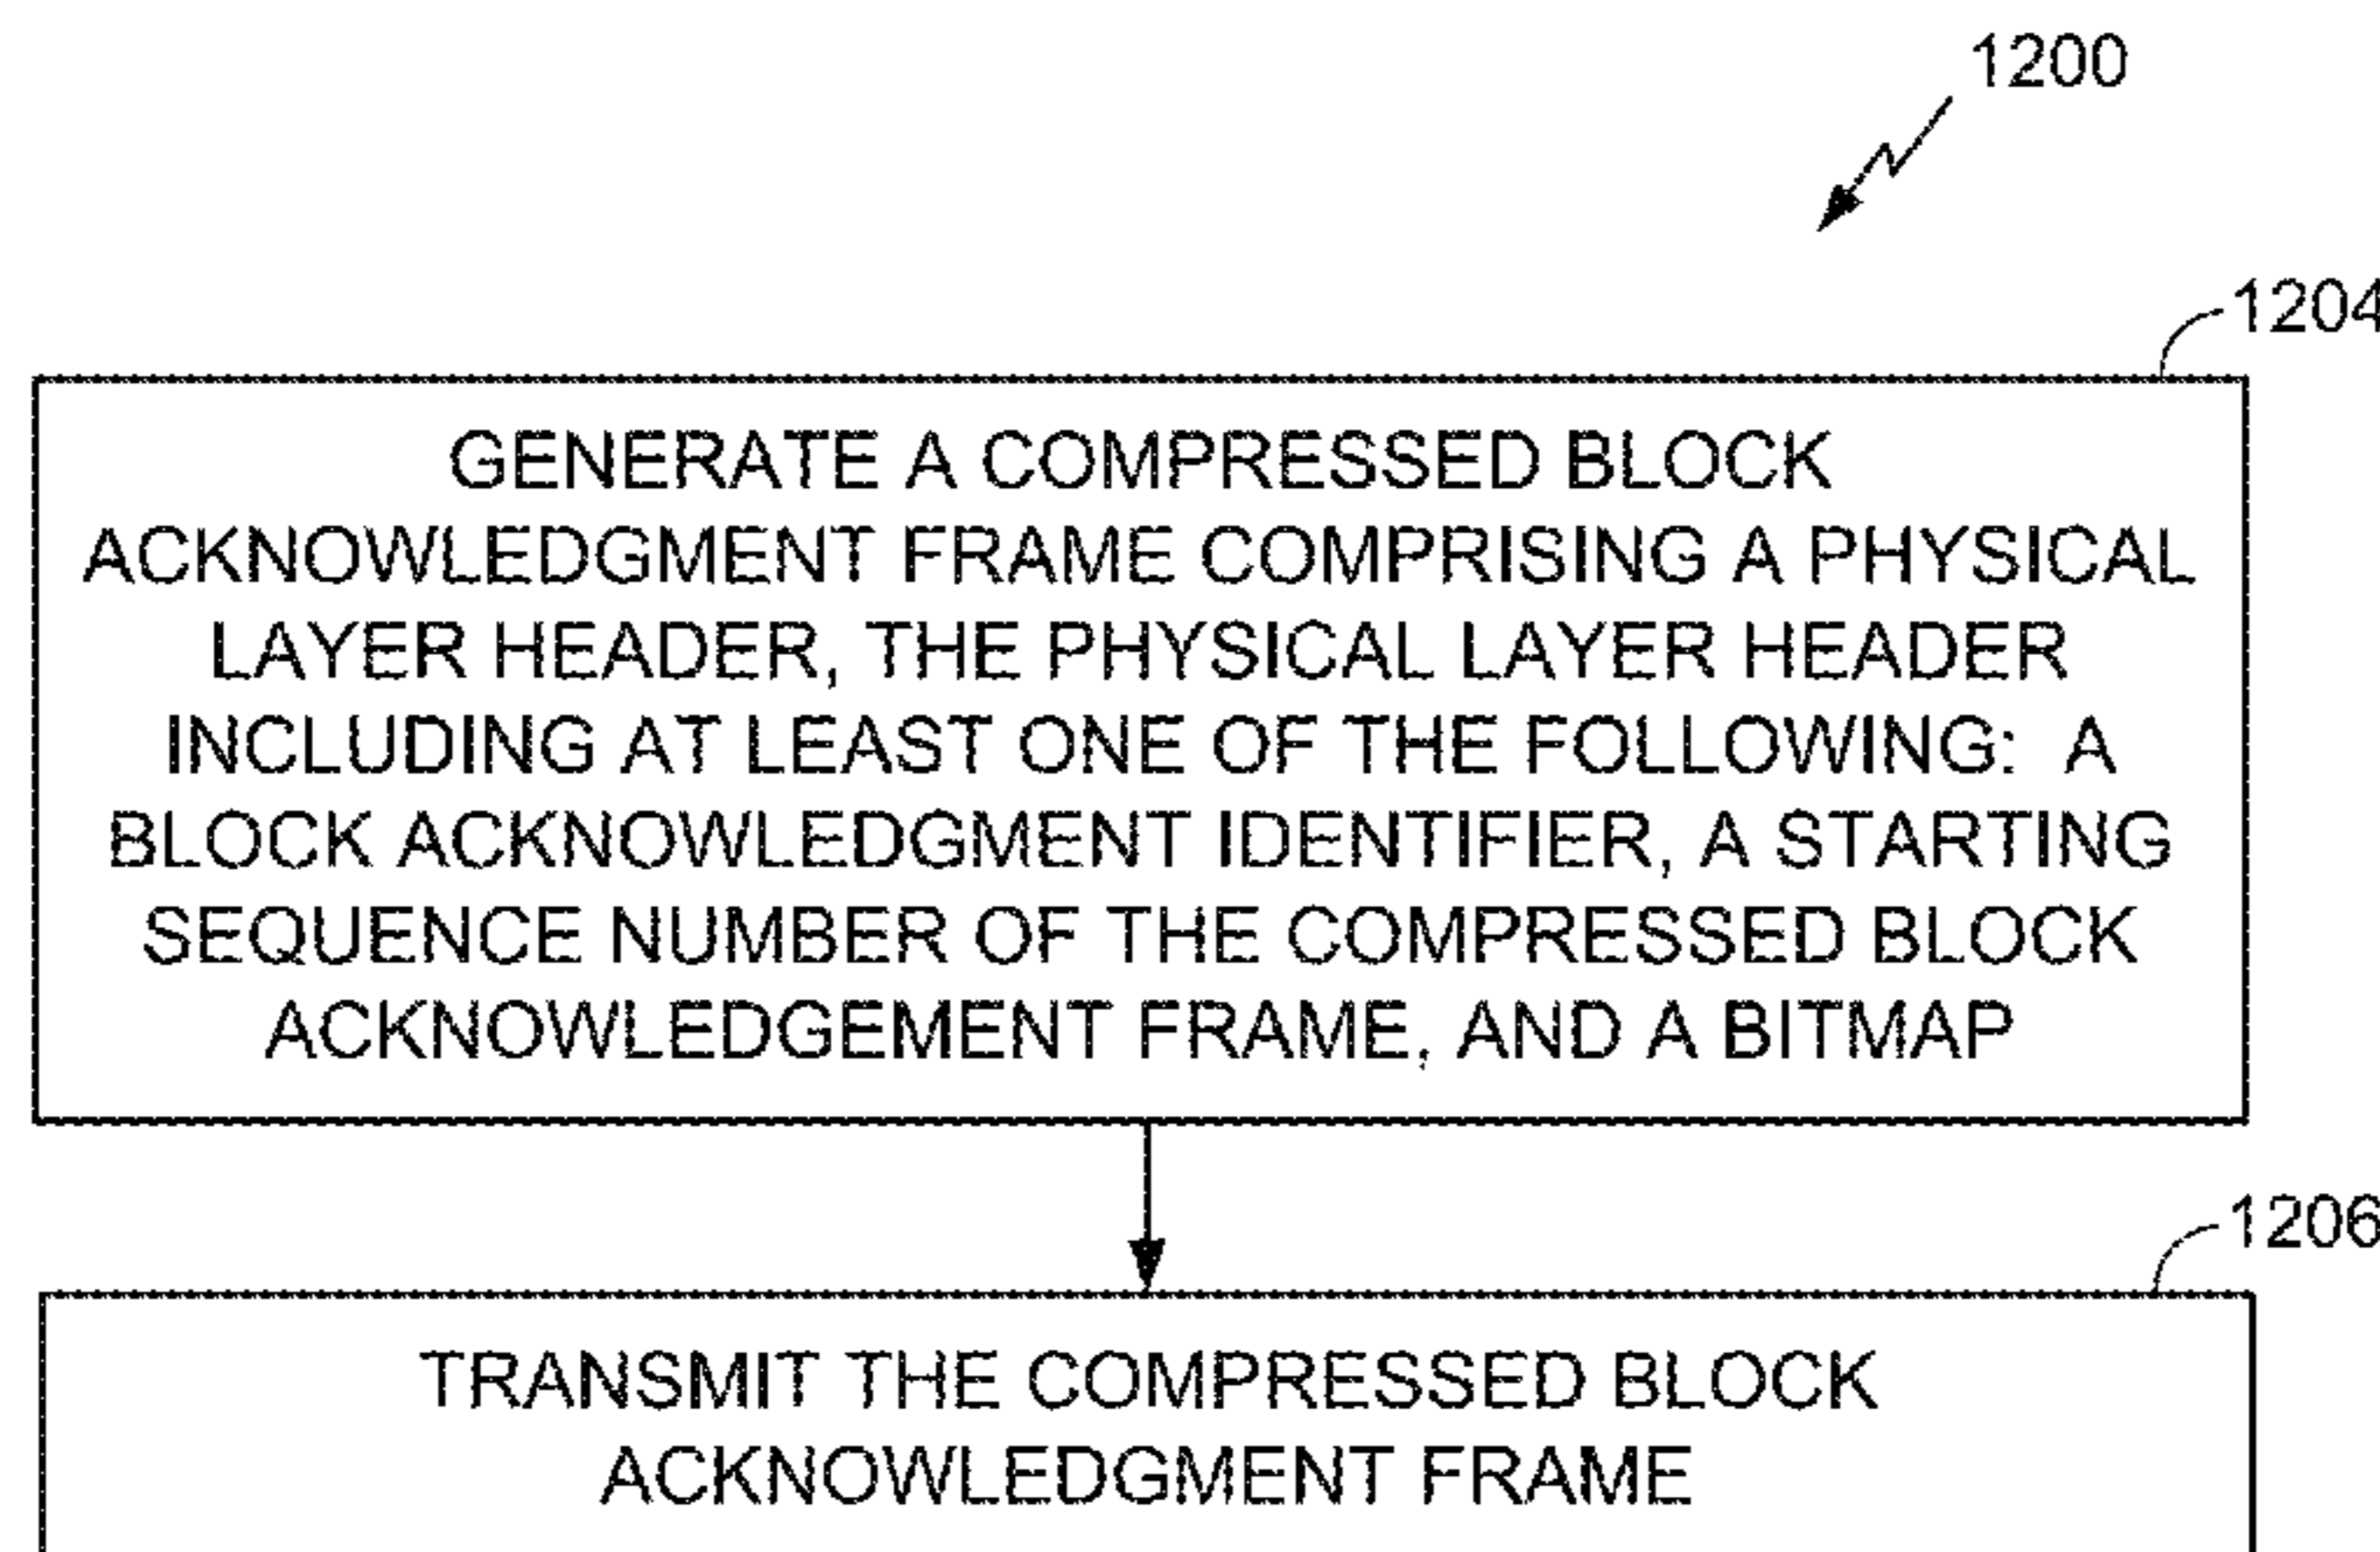 1200
1204
GENERATE A COMPRESSED BLOCK
ACKNOWLEDGMENT FRAME COMPRISING A PHYSICAL
LAYER HEADER, THE PHYSICAL LAYER HEADER
INCLUDING AT LEAST ONE OF THE FOLLOWING: A
BLOCK ACKNOWLEDGMENT IDENTIFIER, A STARTING
SEQUENCE NUMBER OF THE COMPRESSED BLOCK
ACKNOWLEDGEMENT FRAME, AND A BITMAP
1206
TRANSMIT THE COMPRESSED BLOCK
ACKNOWLEDGMENT FRAME